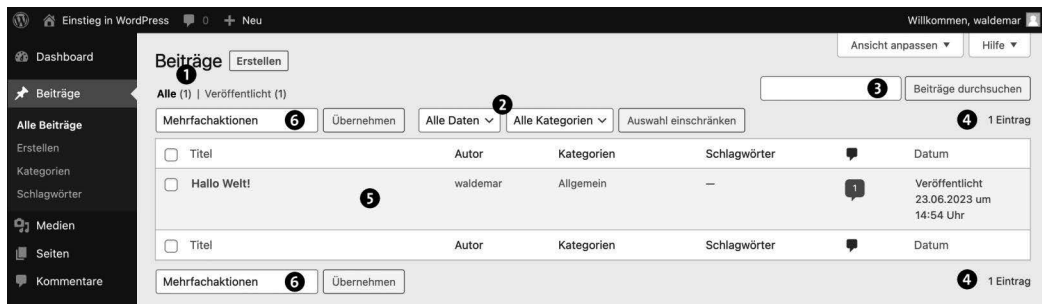 Einstieg in WordPress 0 + Neu Willkommen, waldemar
Dashboard
Beiträge
Alle Beiträge
Erstellen
Kategorien
Schlagwörter
Medien
Seiten
Kommentare
Ansicht anpassen ▼ Hilfe ▼
Beiträge Erstellen
1
Alle (1) | Veröffentlicht (1)
3 Beiträge durchsuchen
Mehrfachaktionen 6 Übernehmen 2 Alle Daten Alle Kategorien Auswahl einschränken 4 1 Eintrag
Titel Autor Kategorien Schlagwörter Datum
Hallo Welt! 5 waldemar Allgemein — 1 Veröffentlicht
23.06.2023 um
14:54 Uhr
Titel Autor Kategorien Schlagwörter Datum
Mehrfachaktionen 6 Übernehmen 4 1 Eintrag